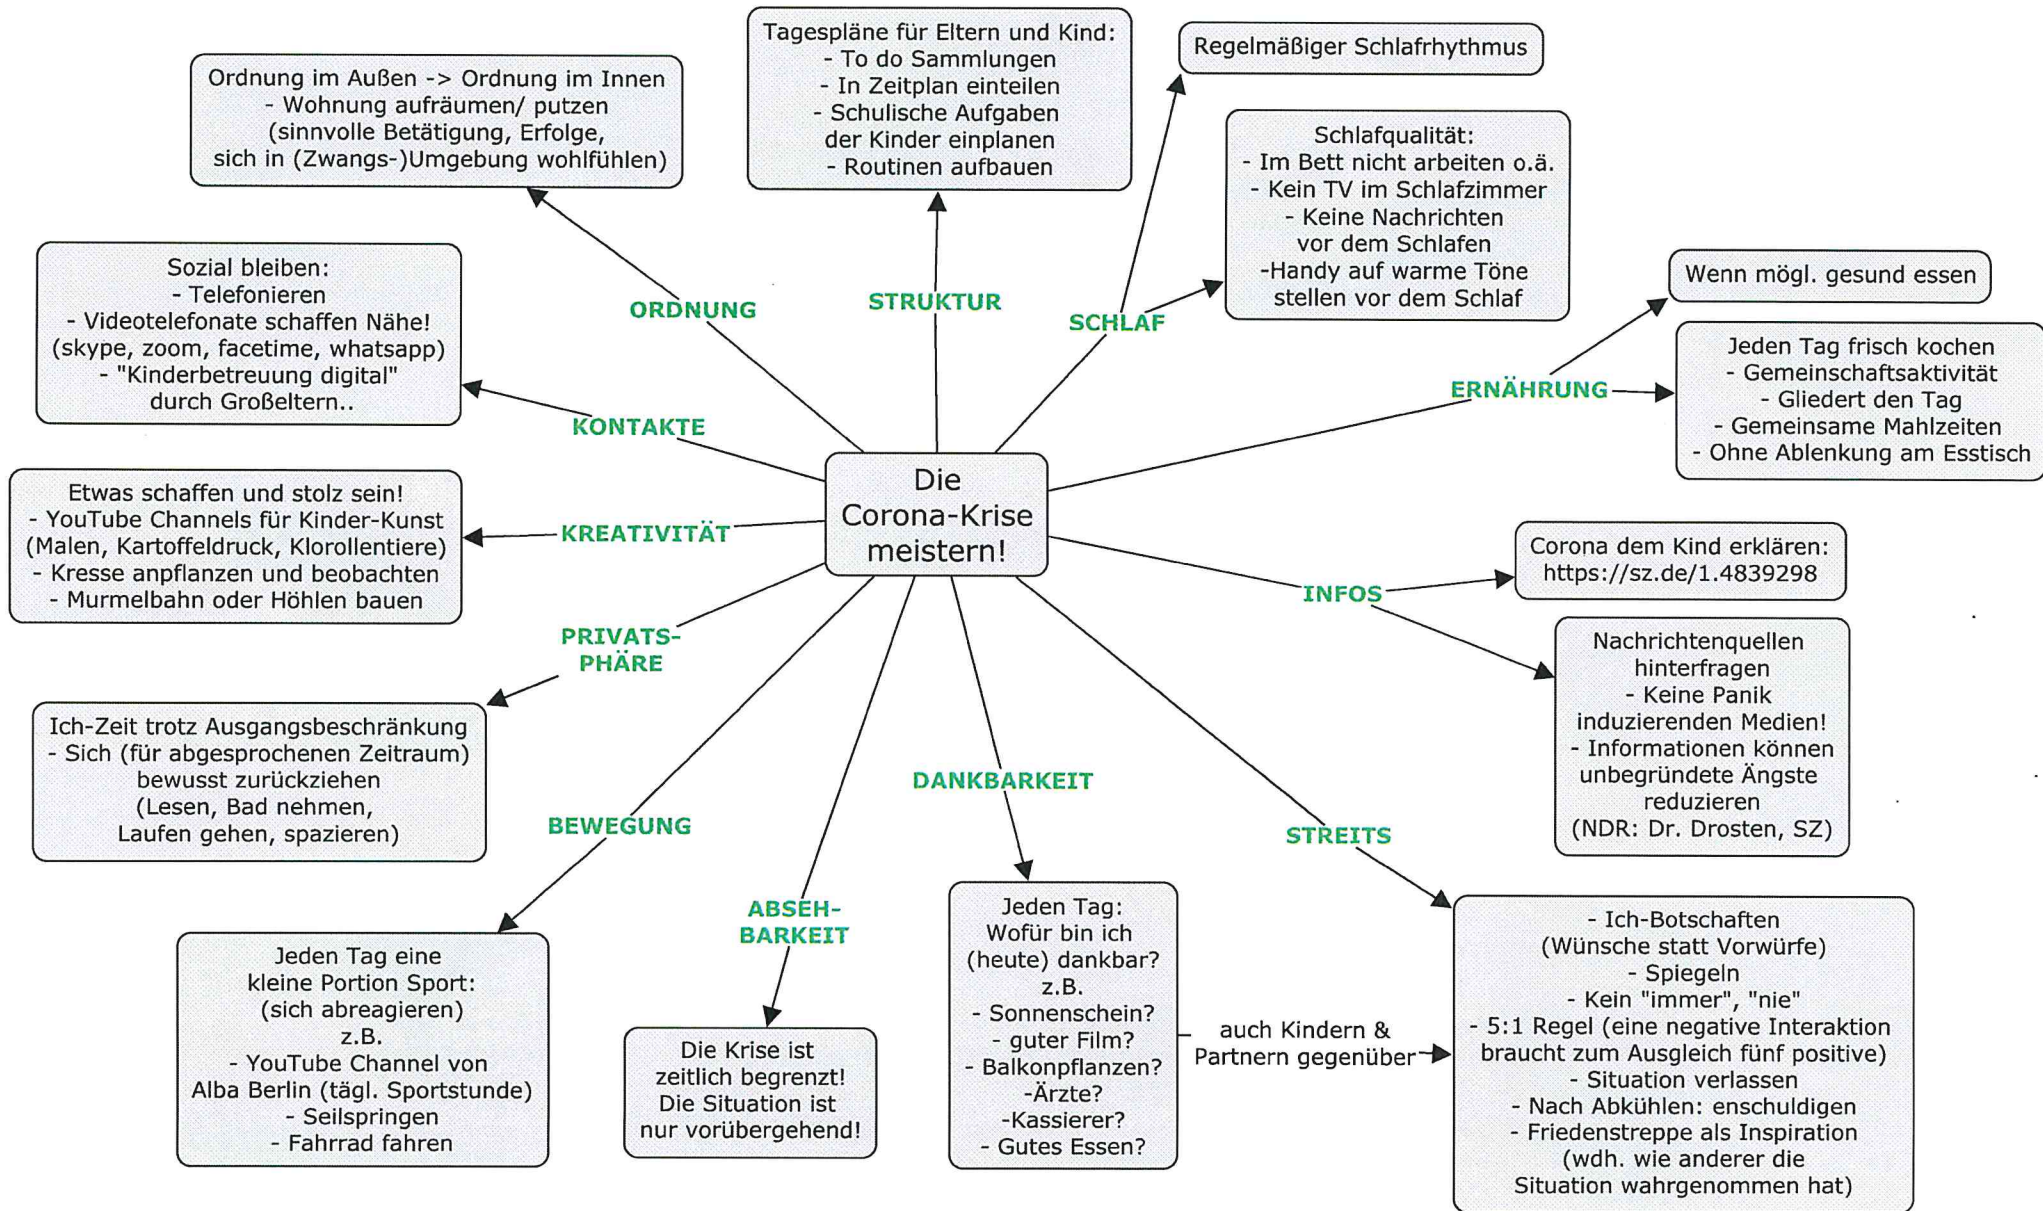 Die
Corona-Krise
meistern!
ORDNUNG
Ordnung im Außen -> Ordnung im Innen
- Wohnung aufräumen/ putzen
(sinnvolle Betätigung, Erfolge,
sich in (Zwangs-)Umgebung wohlfühlen)
STRUKTUR
Tagespläne für Eltern und Kind:
- To do Sammlungen
- In Zeitplan einteilen
- Schulische Aufgaben
der Kinder einplanen
- Routinen aufbauen
SCHLAF
Regelmäßiger Schlafrhythmus
Schlafqualität:
- Im Bett nicht arbeiten o.ä.
- Kein TV im Schlafzimmer
- Keine Nachrichten
vor dem Schlafen
-Handy auf warme Töne
stellen vor dem Schlaf
ERNÄHRUNG
Wenn mögl. gesund essen
Jeden Tag frisch kochen
- Gemeinschaftsaktivität
- Gliedert den Tag
- Gemeinsame Mahlzeiten
- Ohne Ablenkung am Esstisch
INFOS
Corona dem Kind erklären:
https://sz.de/1.4839298
Nachrichtenquellen
hinterfragen
- Keine Panik
induzierenden Medien!
- Informationen können
unbegründete Ängste
reduzieren
(NDR: Dr. Drosten, SZ)
STREITS
- Ich-Botschaften
(Wünsche statt Vorwürfe)
- Spiegeln
- Kein "immer", "nie"
- 5:1 Regel (eine negative Interaktion
braucht zum Ausgleich fünf positive)
- Situation verlassen
- Nach Abkühlen: enschuldigen
- Friedenstreppe als Inspiration
(wdh. wie anderer die
Situation wahrgenommen hat)
DANKBARKEIT
Jeden Tag:
Wofür bin ich
(heute) dankbar?
z.B.
- Sonnenschein?
- guter Film?
- Balkonpflanzen?
-Ärzte?
-Kassierer?
- Gutes Essen?
auch Kindern &
Partnern gegenüber
ABSEH-
BARKEIT
Die Krise ist
zeitlich begrenzt!
Die Situation ist
nur vorübergehend!
BEWEGUNG
Jeden Tag eine
kleine Portion Sport:
(sich abreagieren)
z.B.
- YouTube Channel von
Alba Berlin (tägl. Sportstunde)
- Seilspringen
- Fahrrad fahren
PRIVATS-
PHÄRE
Ich-Zeit trotz Ausgangsbeschränkung
- Sich (für abgesprochenen Zeitraum)
bewusst zurückziehen
(Lesen, Bad nehmen,
Laufen gehen, spazieren)
KREATIVITÄT
Etwas schaffen und stolz sein!
- YouTube Channels für Kinder-Kunst
(Malen, Kartoffeldruck, Klorollentiere)
- Kresse anpflanzen und beobachten
- Murmelbahn oder Höhlen bauen
KONTAKTE
Sozial bleiben:
- Telefonieren
- Videotelefonate schaffen Nähe!
(skype, zoom, facetime, whatsapp)
- "Kinderbetreuung digital"
durch Großeltern..